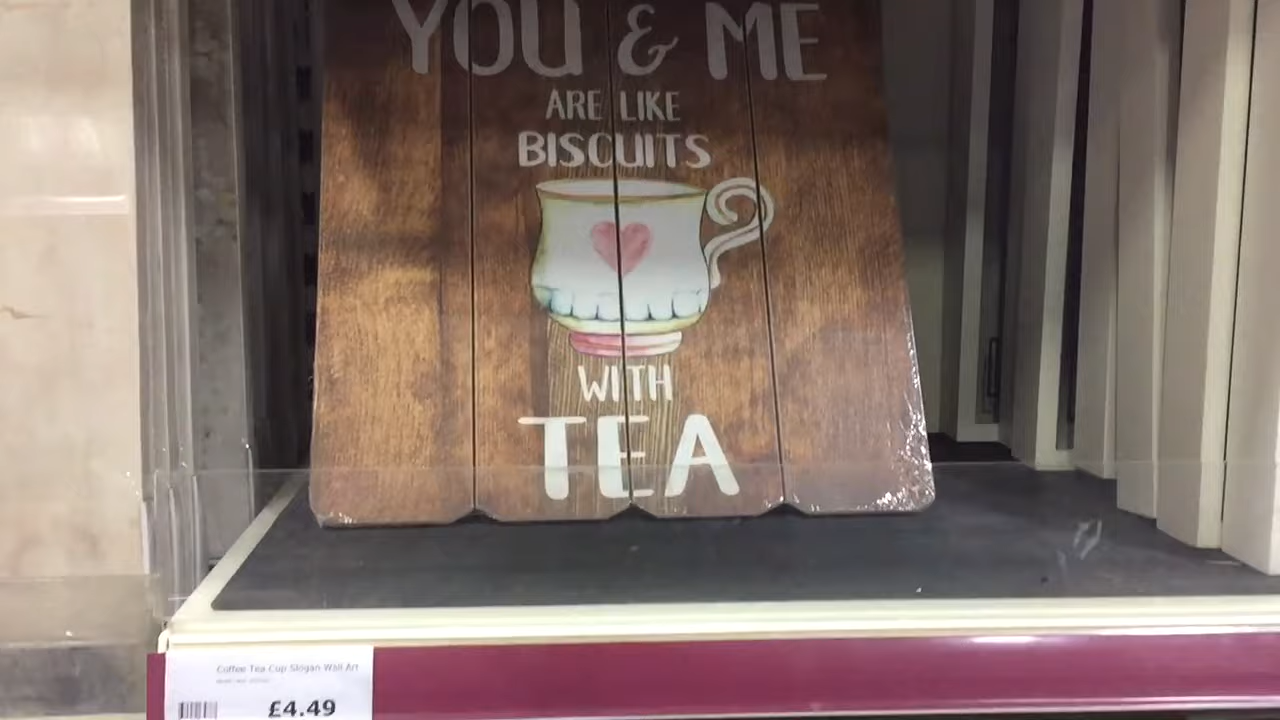 YOU & ME
ARE LIKE
BISCUITS
WITH
TEA
Coffee Tea Cup Slogan Wall Art
£4.49